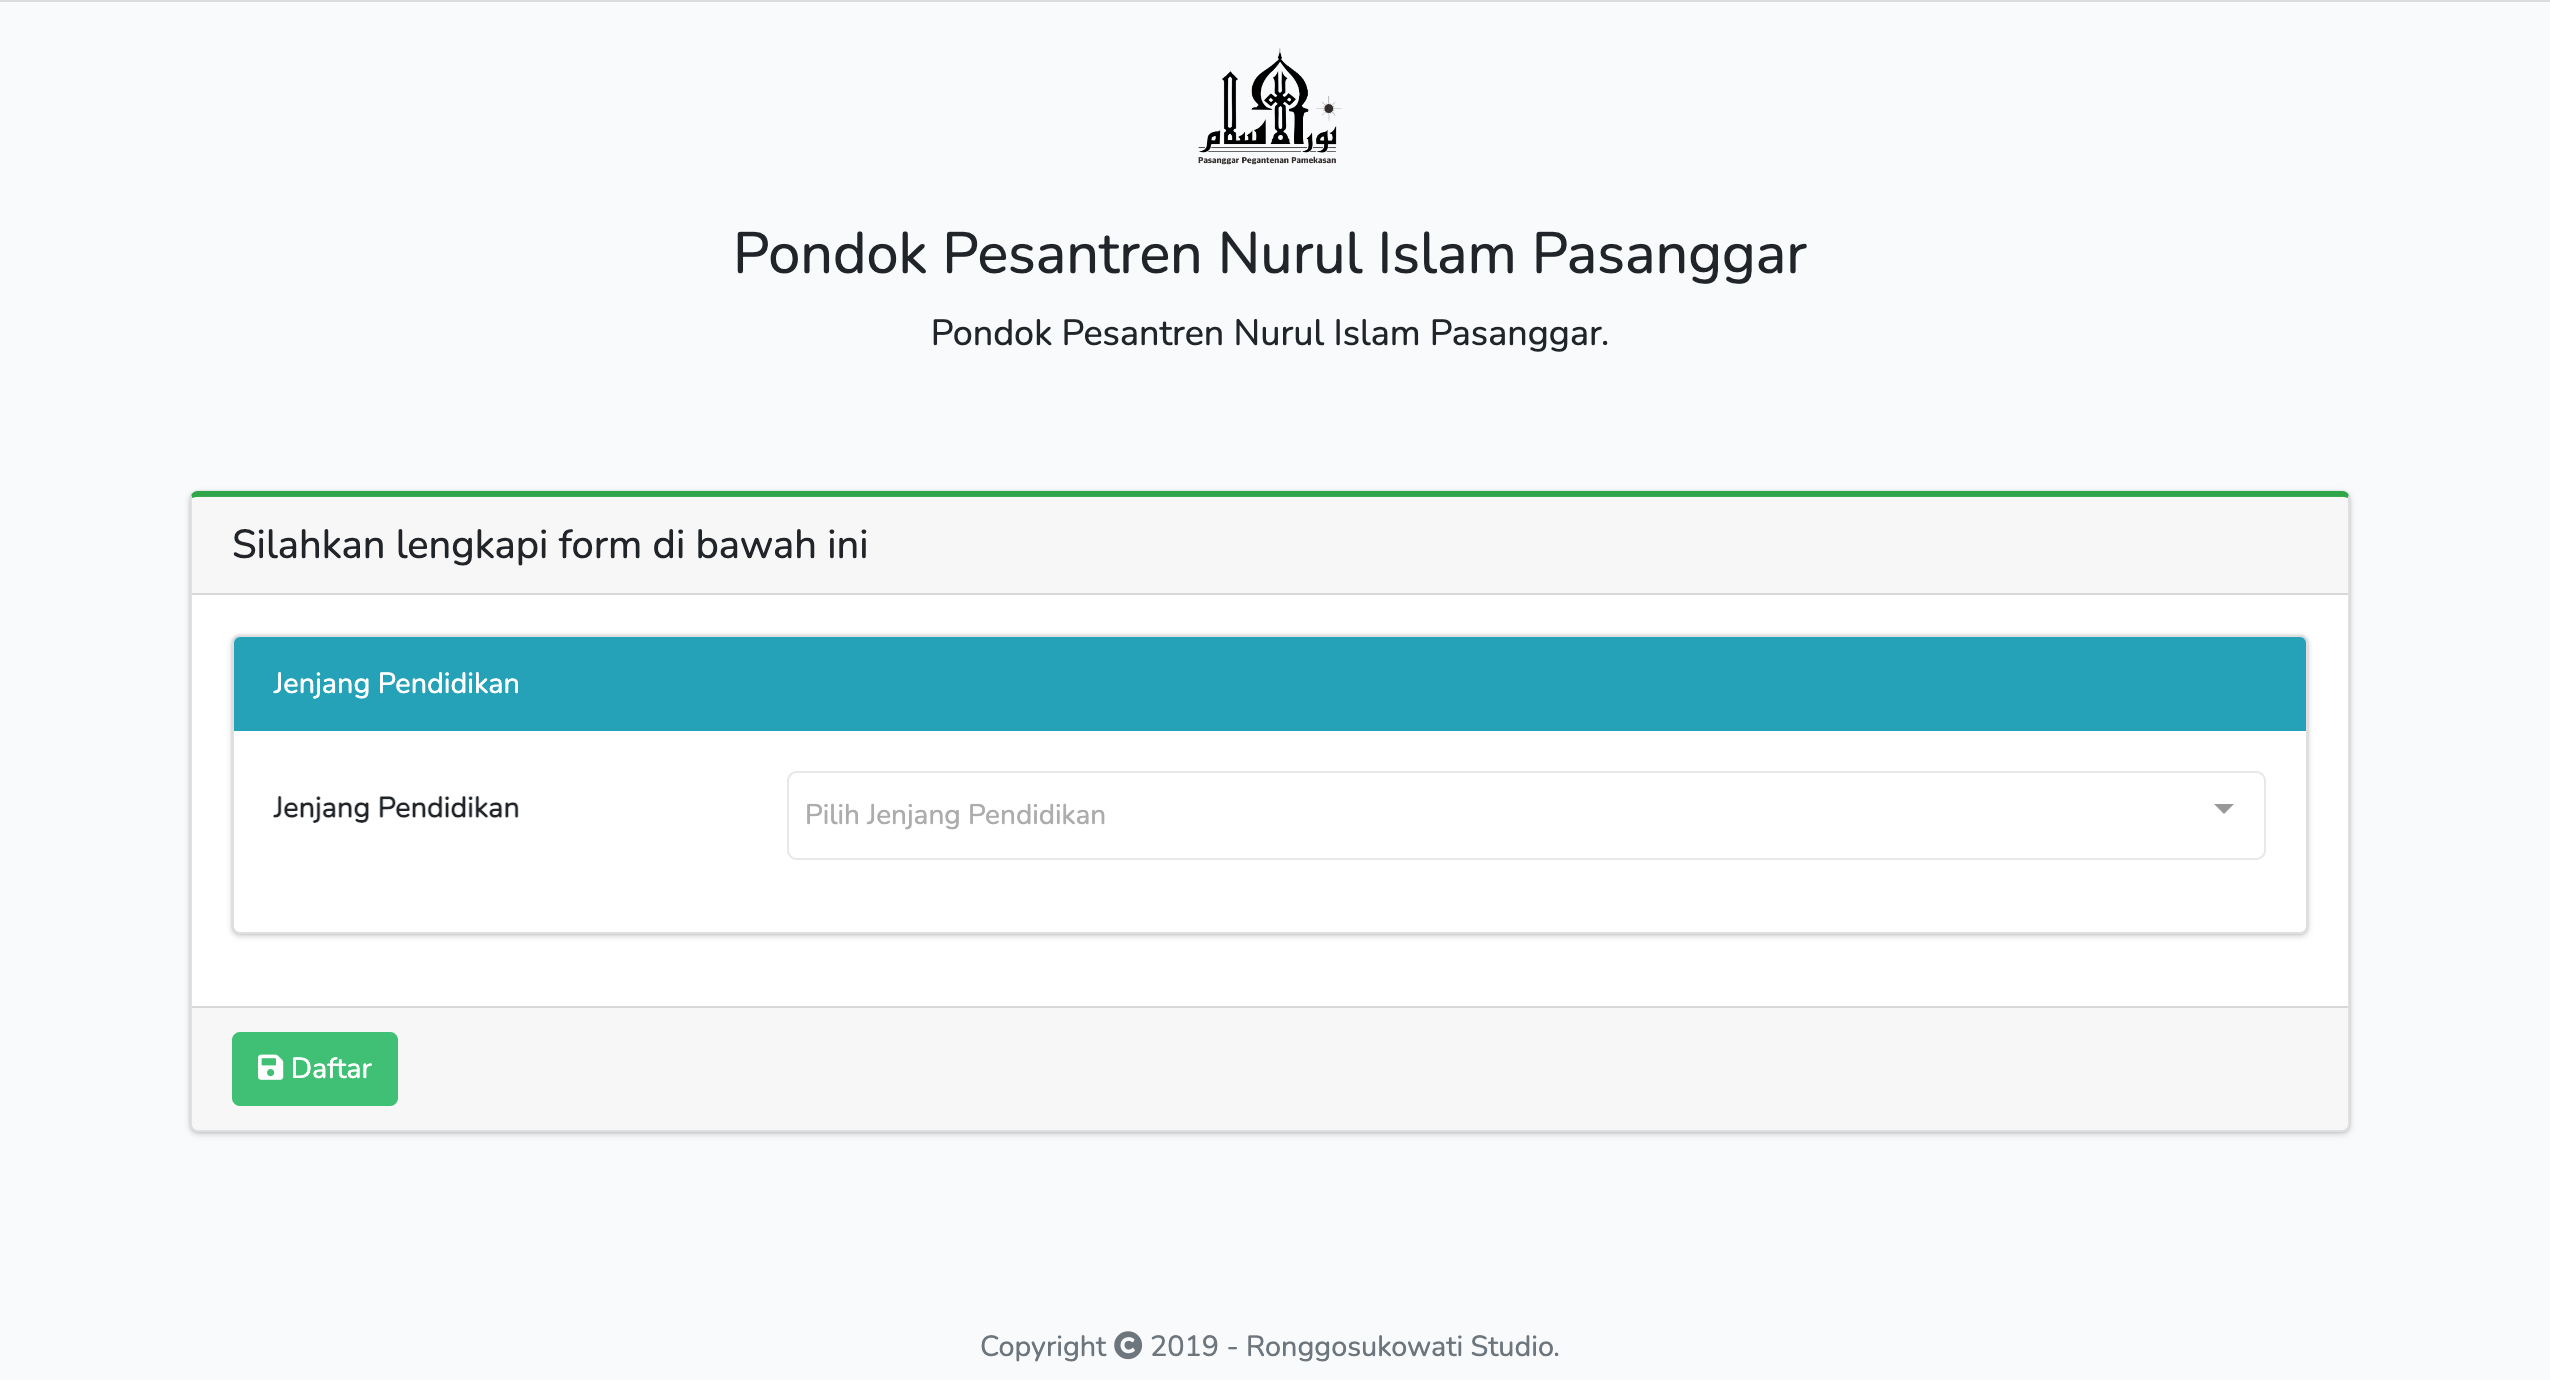 نور الإسلام
Pasanggar Pegantenan Pamekasan
Pondok Pesantren Nurul Islam Pasanggar
Pondok Pesantren Nurul Islam Pasanggar.
Silahkan lengkapi form di bawah ini
Jenjang Pendidikan
Jenjang Pendidikan
Pilih Jenjang Pendidikan
Daftar
Copyright © 2019 - Ronggosukowati Studio.